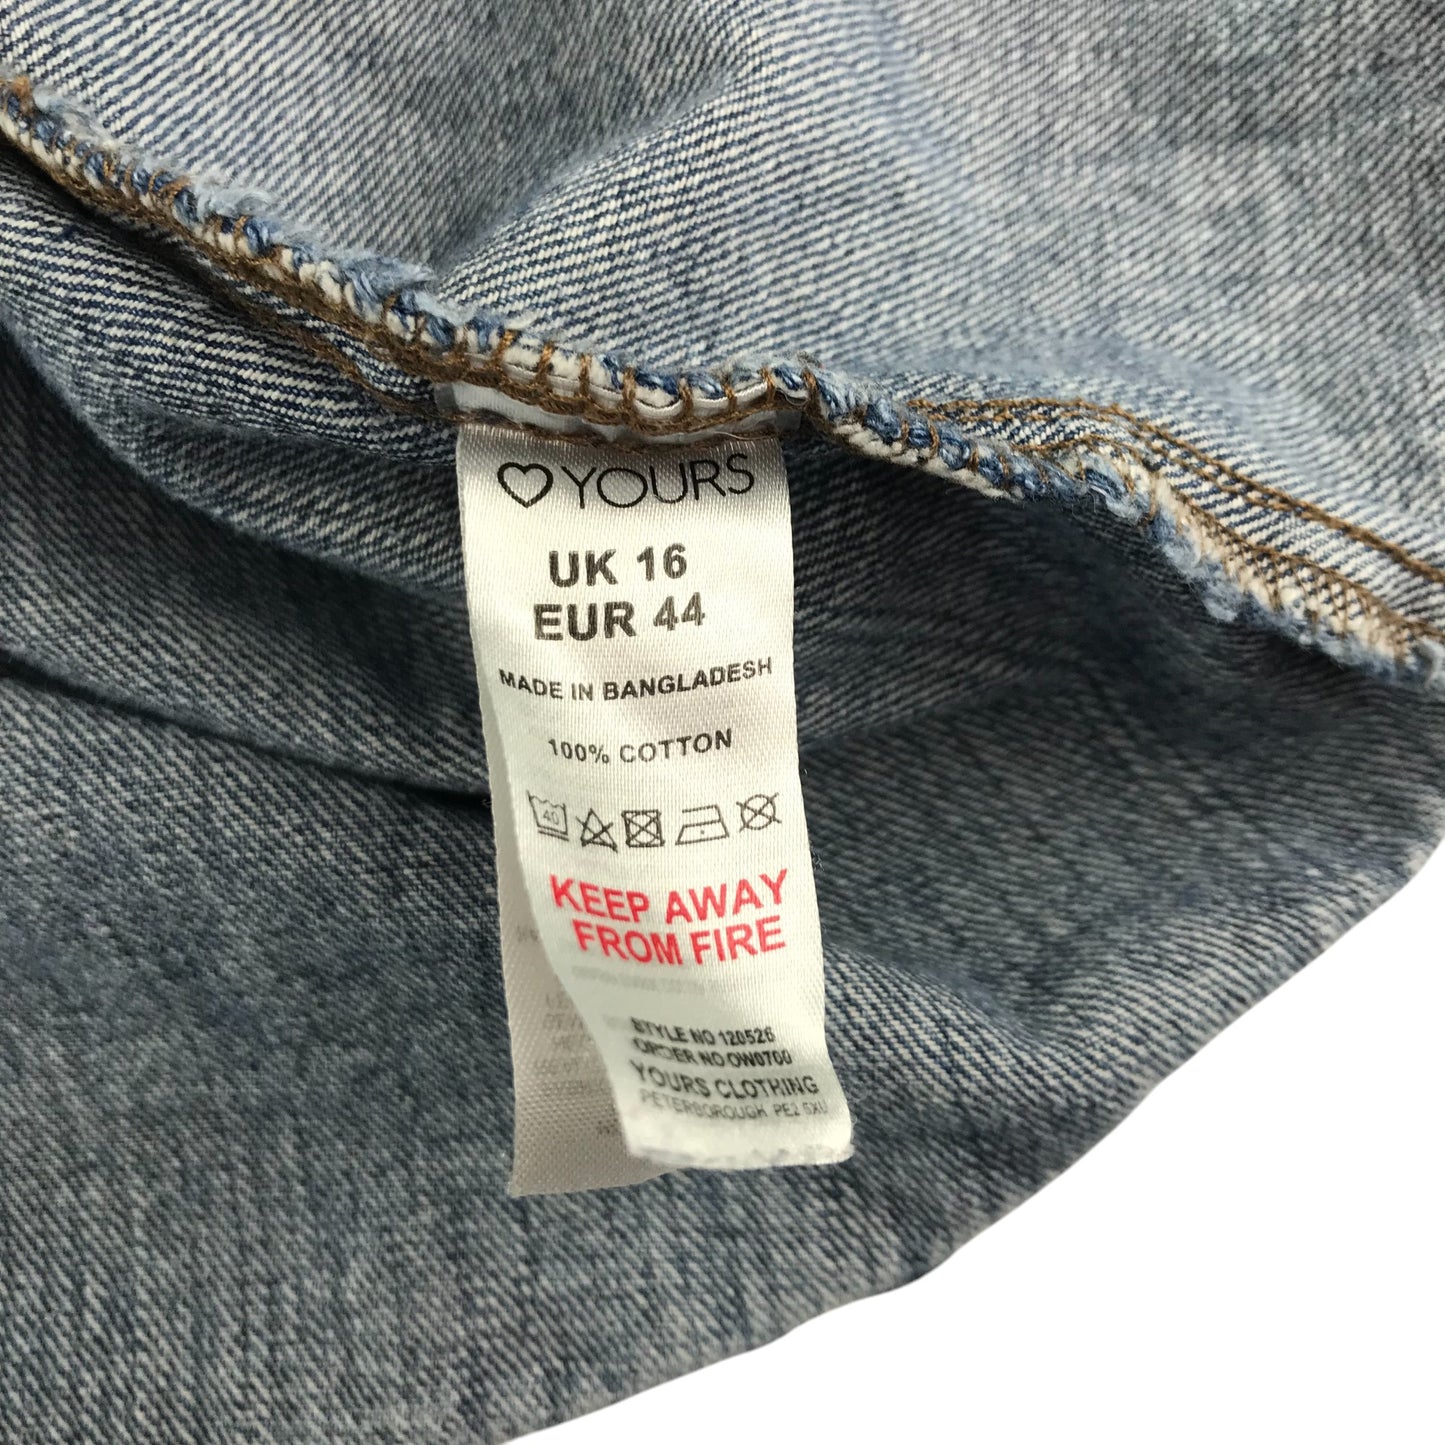 YOURS
UK 16
EUR 44
MADE IN BANGLADESH
100% COTTON
40
KEEP AWAY
FROM FIRE
STYLE NO 120526
ORDER NO OW0700
YOURS CLOTHING
PETERBOROUGH PE2 6XU